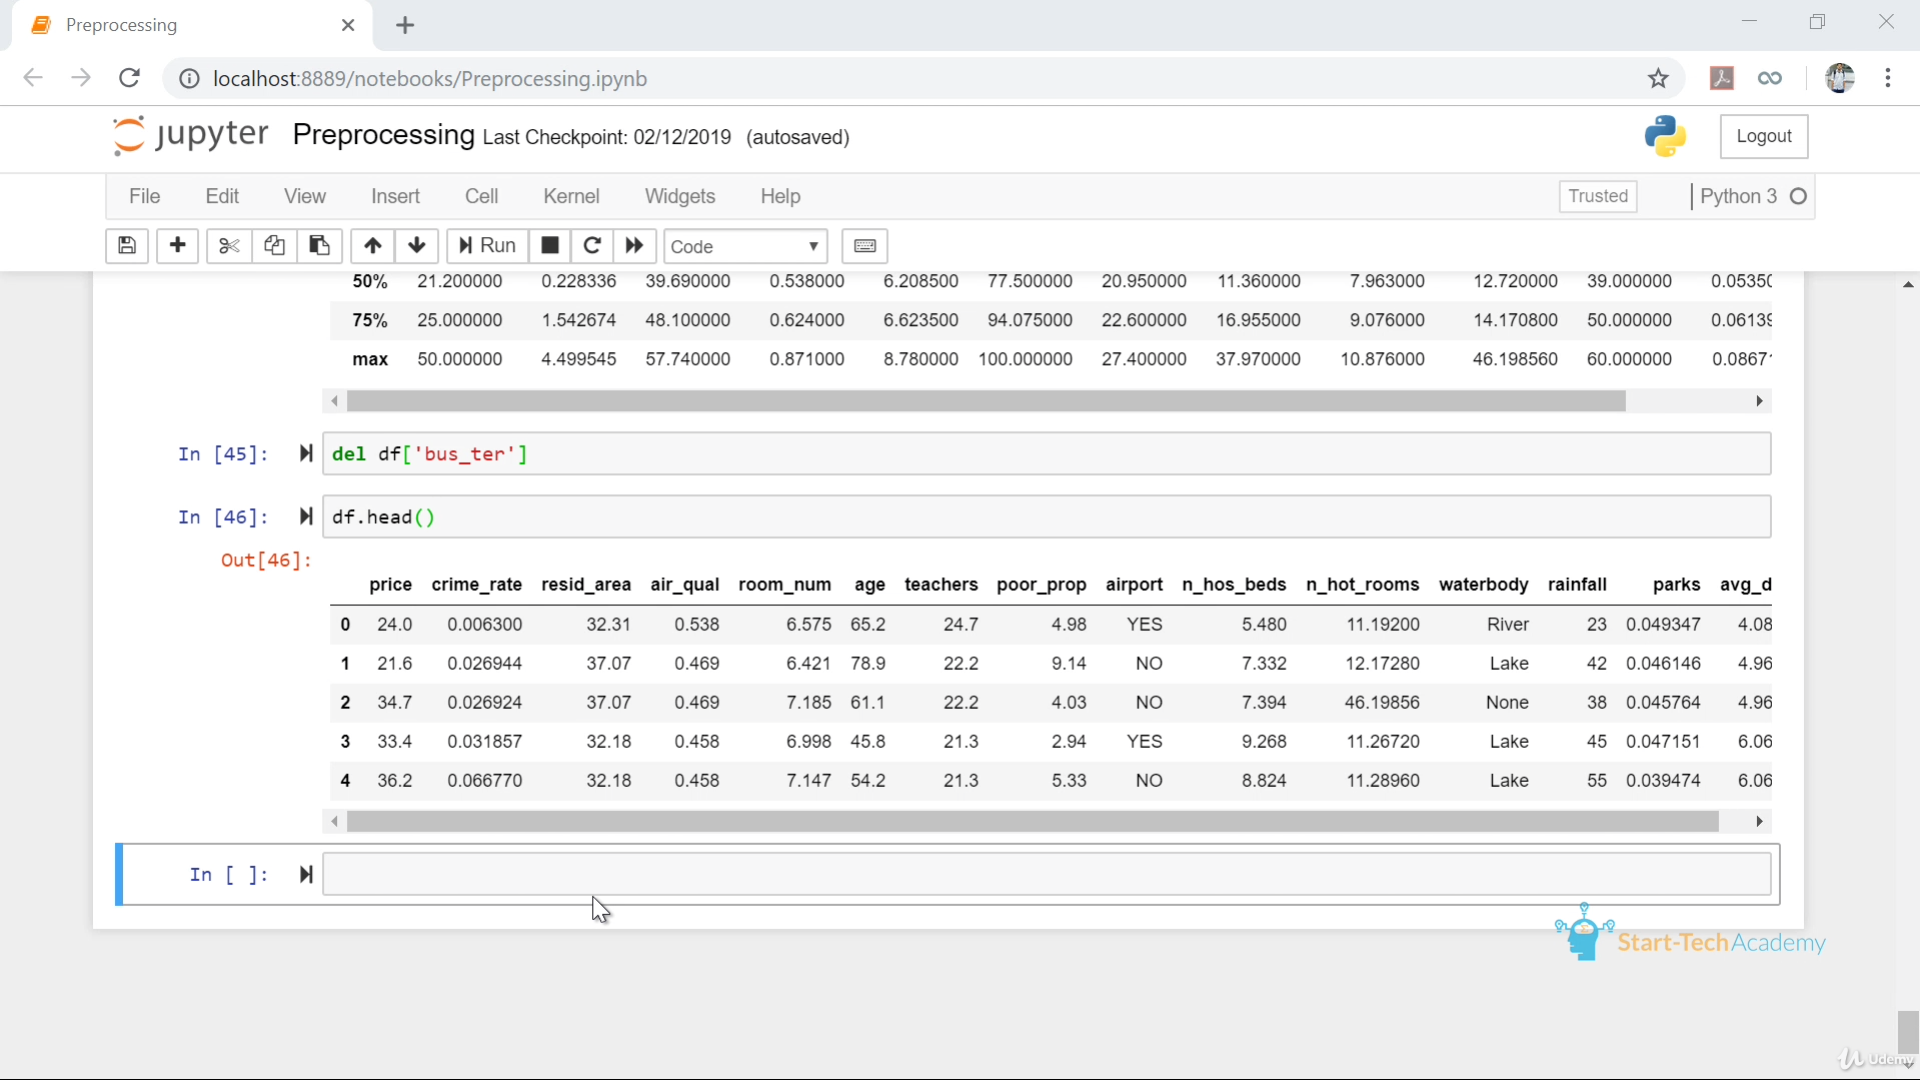 Preprocessing
localhost:8889/notebooks/Preprocessing.ipynb
jupyter Preprocessing Last Checkpoint: 02/12/2019 (autosaved) Logout
File Edit View Insert Cell Kernel Widgets Help Trusted Python 3
Run Code
50% 21.200000 0.228336 39.690000 0.538000 6.208500 77.500000 20.950000 11.360000 7.963000 12.720000 39.000000 0.05350
75% 25.000000 1.542674 48.100000 0.624000 6.623500 94.075000 22.600000 16.955000 9.076000 14.170800 50.000000 0.06139
max 50.000000 4.499545 57.740000 0.871000 8.780000 100.000000 27.400000 37.970000 10.876000 46.198560 60.000000 0.08671
In [45]: del df['bus_ter']
In [46]: df.head()
Out[46]:
price crime_rate resid_area air_qual room_num age teachers poor_prop airport n_hos_beds n_hot_rooms waterbody rainfall parks avg_d
0 24.0 0.006300 32.31 0.538 6.575 65.2 24.7 4.98 YES 5.480 11.19200 River 23 0.049347 4.08
1 21.6 0.026944 37.07 0.469 6.421 78.9 22.2 9.14 NO 7.332 12.17280 Lake 42 0.046146 4.96
2 34.7 0.026924 37.07 0.469 7.185 61.1 22.2 4.03 NO 7.394 46.19856 None 38 0.045764 4.96
3 33.4 0.031857 32.18 0.458 6.998 45.8 21.3 2.94 YES 9.268 11.26720 Lake 45 0.047151 6.06
4 36.2 0.066770 32.18 0.458 7.147 54.2 21.3 5.33 NO 8.824 11.28960 Lake 55 0.039474 6.06
In [ ]:
Start-TechAcademy
Udemy